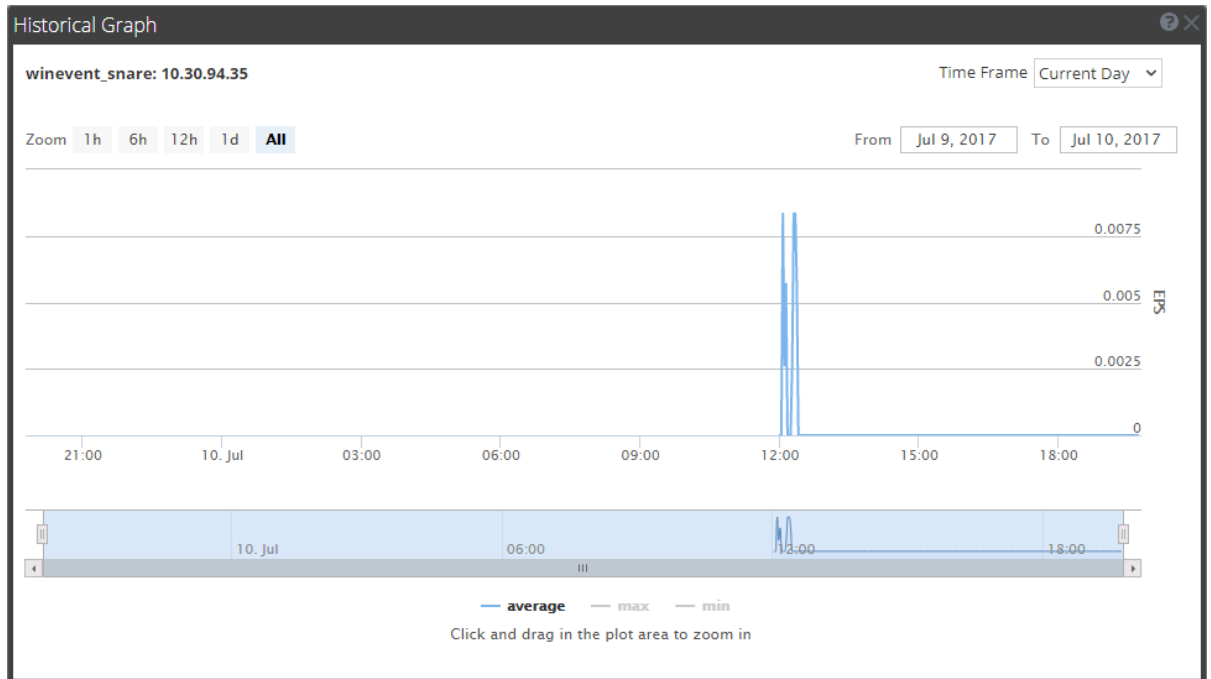 Historical Graph
winevent_snare: 10.30.94.35
Time Frame Current Day
Zoom 1h 6h 12h 1d All
From Jul 9, 2017 To Jul 10, 2017
0.0075
0.005
EPS
0.0025
0
21:00 10. Jul 03:00 06:00 09:00 12:00 15:00 18:00
10. Jul 06:00 12:00 18:00
average max min
Click and drag in the plot area to zoom in